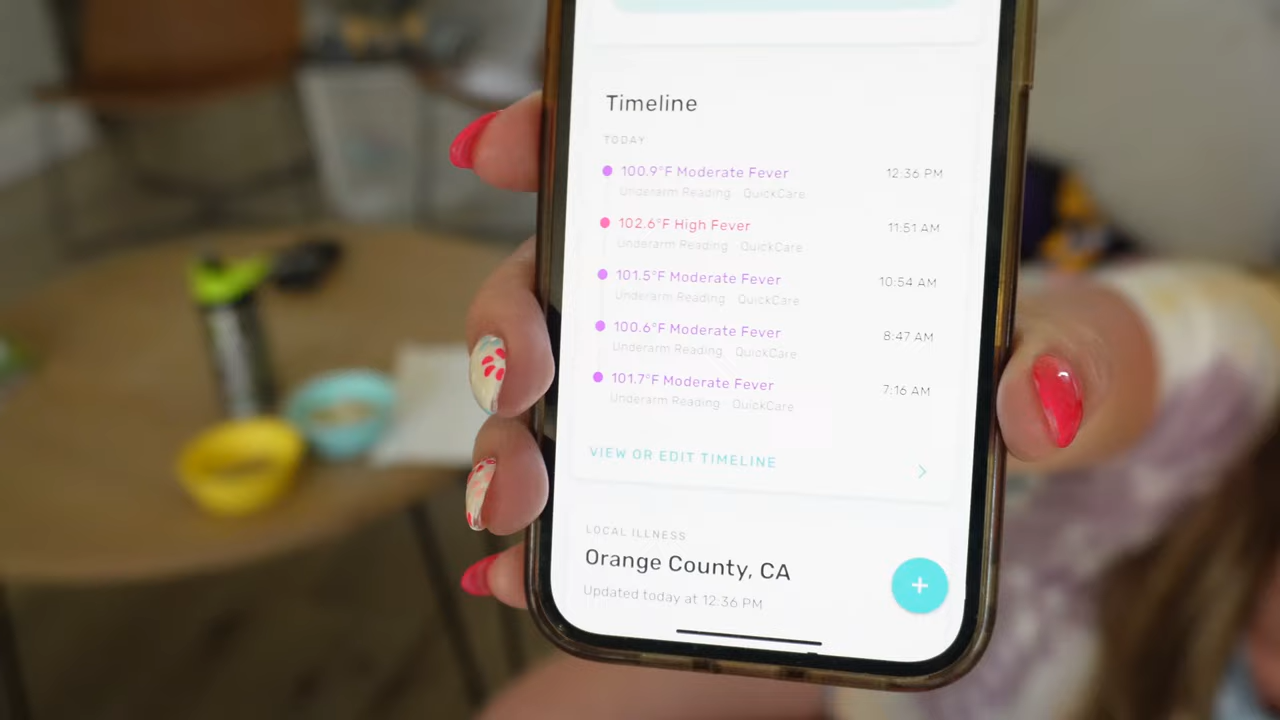 Timeline
TODAY
100.9°F Moderate Fever 12:36 PM
Underarm Reading · QuickCare
102.6°F High Fever 11:51 AM
Underarm Reading · QuickCare
101.5°F Moderate Fever 10:54 AM
Underarm Reading · QuickCare
100.6°F Moderate Fever 8:47 AM
Underarm Reading · QuickCare
101.7°F Moderate Fever 7:16 AM
Underarm Reading · QuickCare
VIEW OR EDIT TIMELINE
LOCAL ILLNESS
Orange County, CA
Updated today at 12:36 PM